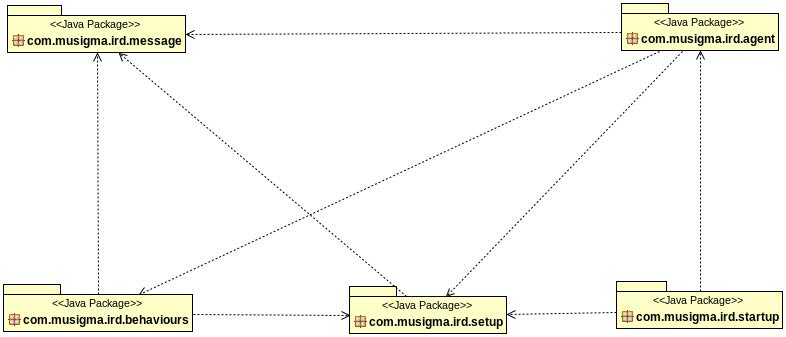 <<Java Package>>
com.musigma.ird.message
<<Java Package>>
com.musigma.ird.agent
<<Java Package>>
com.musigma.ird.behaviours
<<Java Package>>
com.musigma.ird.setup
<<Java Package>>
com.musigma.ird.startup